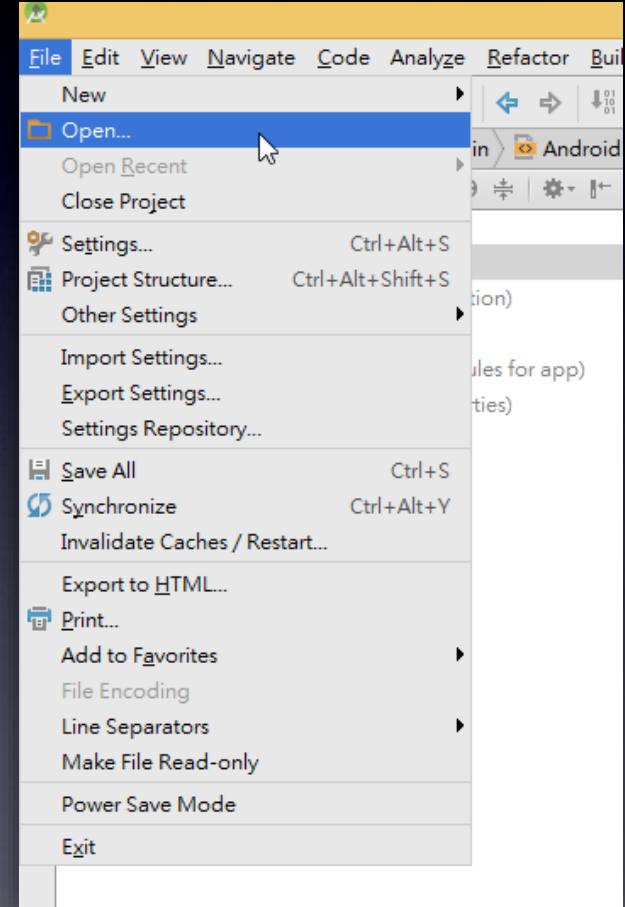 File Edit View Navigate Code Analyze Refactor Buil
New
Open...
in Android
Open Recent
Close Project
Settings... Ctrl+Alt+S
Project Structure... Ctrl+Alt+Shift+S
tion)
Other Settings
Import Settings...
ules for app)
Export Settings...
rties)
Settings Repository...
Save All Ctrl+S
Synchronize Ctrl+Alt+Y
Invalidate Caches / Restart...
Export to HTML...
Print...
Add to Favorites
File Encoding
Line Separators
Make File Read-only
Power Save Mode
Exit